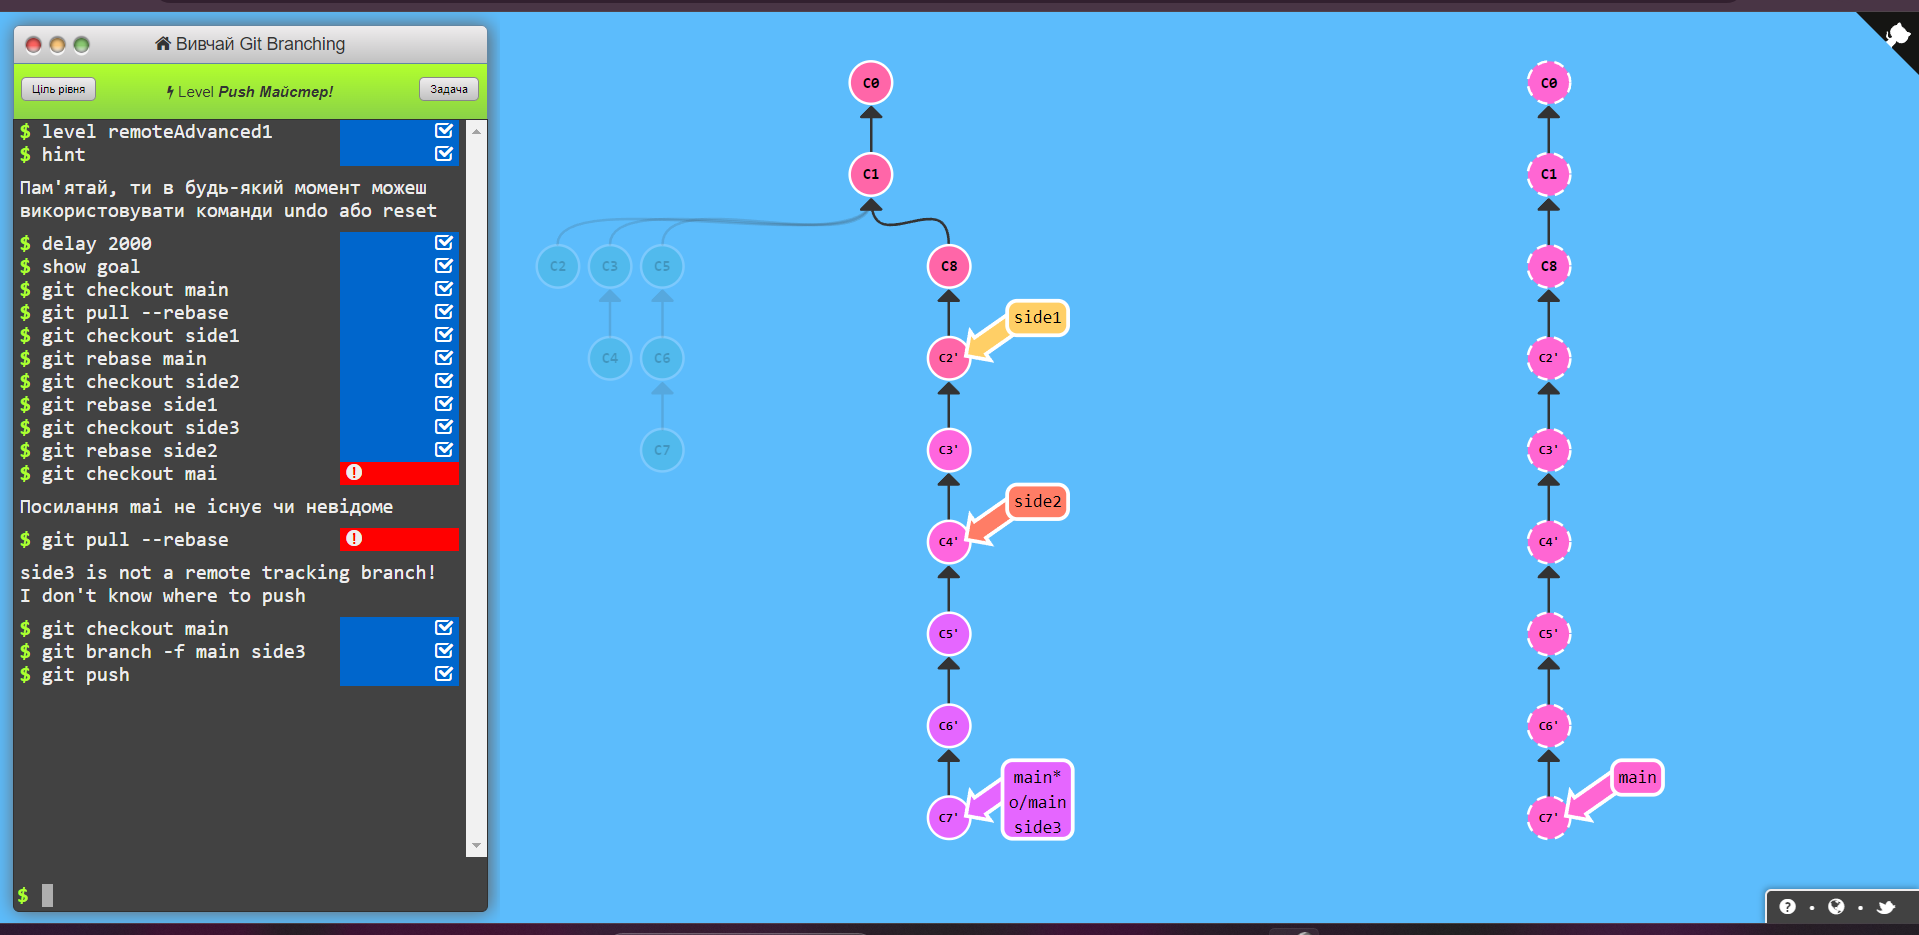 Вивчай Git Branching
Ціль рівня
Level Push Майстер!
Задача
$ level remoteAdvanced1
$ hint
Пам'ятай, ти в будь-який момент можеш
використовувати команди undo або reset
$ delay 2000
$ show goal
$ git checkout main
$ git pull --rebase
$ git checkout side1
$ git rebase main
$ git checkout side2
$ git rebase side1
$ git checkout side3
$ git rebase side2
$ git checkout mai
Посилання mai не існує чи невідоме
$ git pull --rebase
side3 is not a remote tracking branch!
I don't know where to push
$ git checkout main
$ git branch -f main side3
$ git push
$
C0
C1
C2
C3
C5
C8
side1
C4
C6
C2'
C7
C3'
side2
C4'
C5'
C6'
main*
o/main
side3
C7'
C0
C1
C8
C2'
C3'
C4'
C5'
C6'
main
C7'